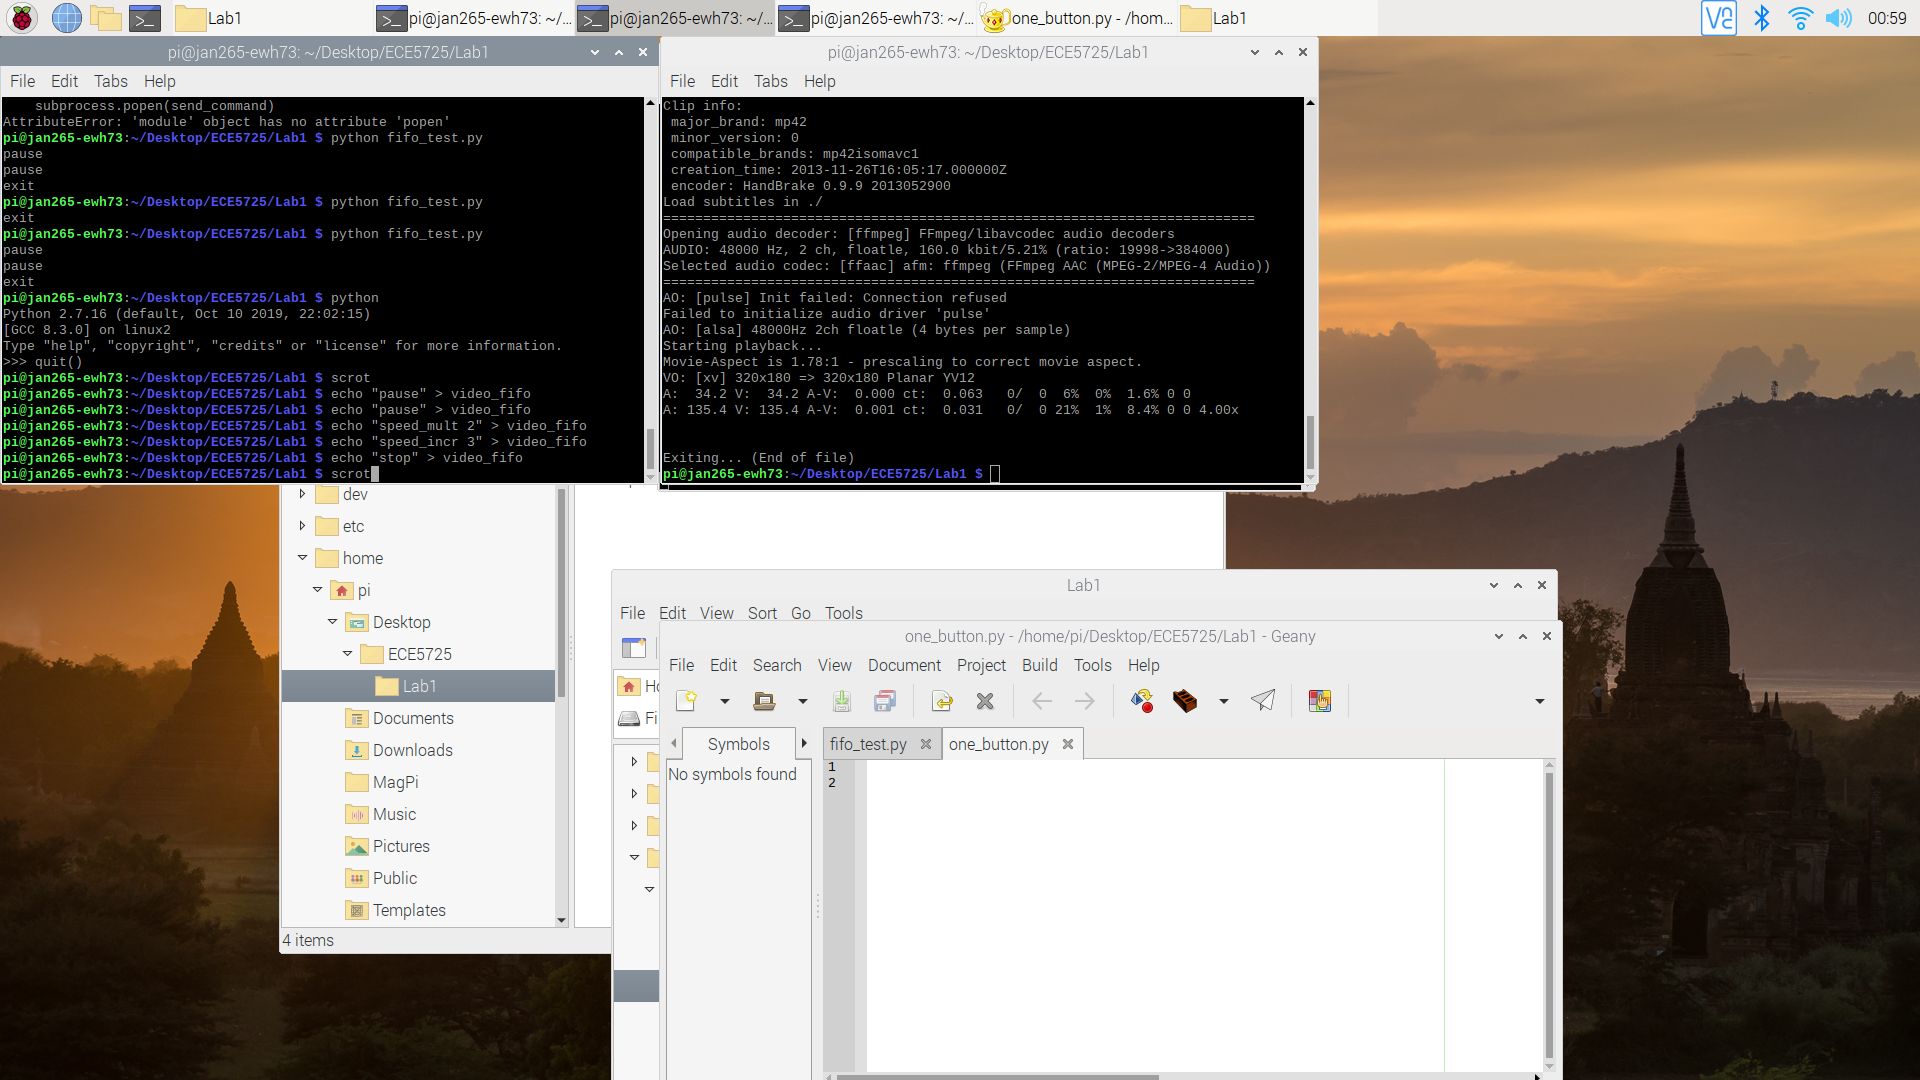 Lab1
pi@jan265-ewh73: ~/...
pi@jan265-ewh73: ~/...
pi@jan265-ewh73: ~/...
one_button.py - /hom...
Lab1
00:59
pi@jan265-ewh73: ~/Desktop/ECE5725/Lab1
File Edit Tabs Help
    subprocess.popen(send_command)
AttributeError: 'module' object has no attribute 'popen'
pi@jan265-ewh73:~/Desktop/ECE5725/Lab1 $ python fifo_test.py
pause
pause
exit
pi@jan265-ewh73:~/Desktop/ECE5725/Lab1 $ python fifo_test.py
exit
pi@jan265-ewh73:~/Desktop/ECE5725/Lab1 $ python fifo_test.py
pause
pause
exit
pi@jan265-ewh73:~/Desktop/ECE5725/Lab1 $ python
Python 2.7.16 (default, Oct 10 2019, 22:02:15)
[GCC 8.3.0] on linux2
Type "help", "copyright", "credits" or "license" for more information.
>>> quit()
pi@jan265-ewh73:~/Desktop/ECE5725/Lab1 $ scrot
pi@jan265-ewh73:~/Desktop/ECE5725/Lab1 $ echo "pause" > video_fifo
pi@jan265-ewh73:~/Desktop/ECE5725/Lab1 $ echo "pause" > video_fifo
pi@jan265-ewh73:~/Desktop/ECE5725/Lab1 $ echo "speed_mult 2" > video_fifo
pi@jan265-ewh73:~/Desktop/ECE5725/Lab1 $ echo "speed_incr 3" > video_fifo
pi@jan265-ewh73:~/Desktop/ECE5725/Lab1 $ echo "stop" > video_fifo
pi@jan265-ewh73:~/Desktop/ECE5725/Lab1 $ scrot
pi@jan265-ewh73: ~/Desktop/ECE5725/Lab1
File Edit Tabs Help
Clip info:
 major_brand: mp42
 minor_version: 0
 compatible_brands: mp42isomavc1
 creation_time: 2013-11-26T16:05:17.000000Z
 encoder: HandBrake 0.9.9 2013052900
Load subtitles in ./
==========================================================================
Opening audio decoder: [ffmpeg] FFmpeg/libavcodec audio decoders
AUDIO: 48000 Hz, 2 ch, floatle, 160.0 kbit/5.21% (ratio: 19998->384000)
Selected audio codec: [ffaac] afm: ffmpeg (FFmpeg AAC (MPEG-2/MPEG-4 Audio))
==========================================================================
AO: [pulse] Init failed: Connection refused
Failed to initialize audio driver 'pulse'
AO: [alsa] 48000Hz 2ch floatle (4 bytes per sample)
Starting playback...
Movie-Aspect is 1.78:1 - prescaling to correct movie aspect.
VO: [xv] 320x180 => 320x180 Planar YV12
A:  34.2 V:  34.2 A-V:  0.000 ct:  0.063   0/  0  6%  0%  1.6% 0 0
A: 135.4 V: 135.4 A-V:  0.001 ct:  0.031   0/  0 21%  1%  8.4% 0 0 4.00x
Exiting... (End of file)
pi@jan265-ewh73:~/Desktop/ECE5725/Lab1 $
dev
etc
home
pi
Desktop
ECE5725
Lab1
Documents
Downloads
MagPi
Music
Pictures
Public
Templates
4 items
Lab1
File Edit View Sort Go Tools
one_button.py - /home/pi/Desktop/ECE5725/Lab1 - Geany
File Edit Search View Document Project Build Tools Help
Symbols
fifo_test.py
one_button.py
No symbols found
1
2